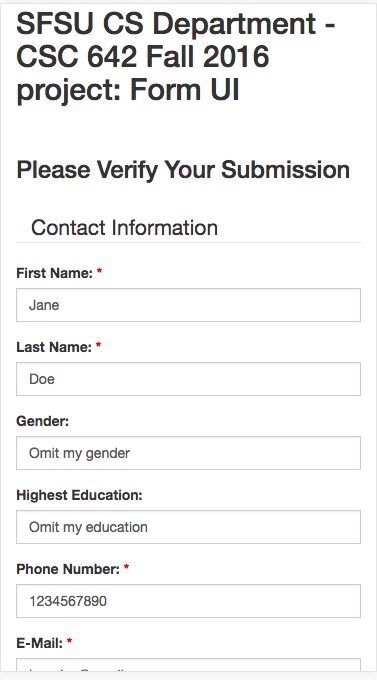 SFSU CS Department -
CSC 642 Fall 2016
project: Form UI
Please Verify Your Submission
Contact Information
First Name: *
Jane
Last Name: *
Doe
Gender:
Omit my gender
Highest Education:
Omit my education
Phone Number: *
1234567890
E-Mail: *